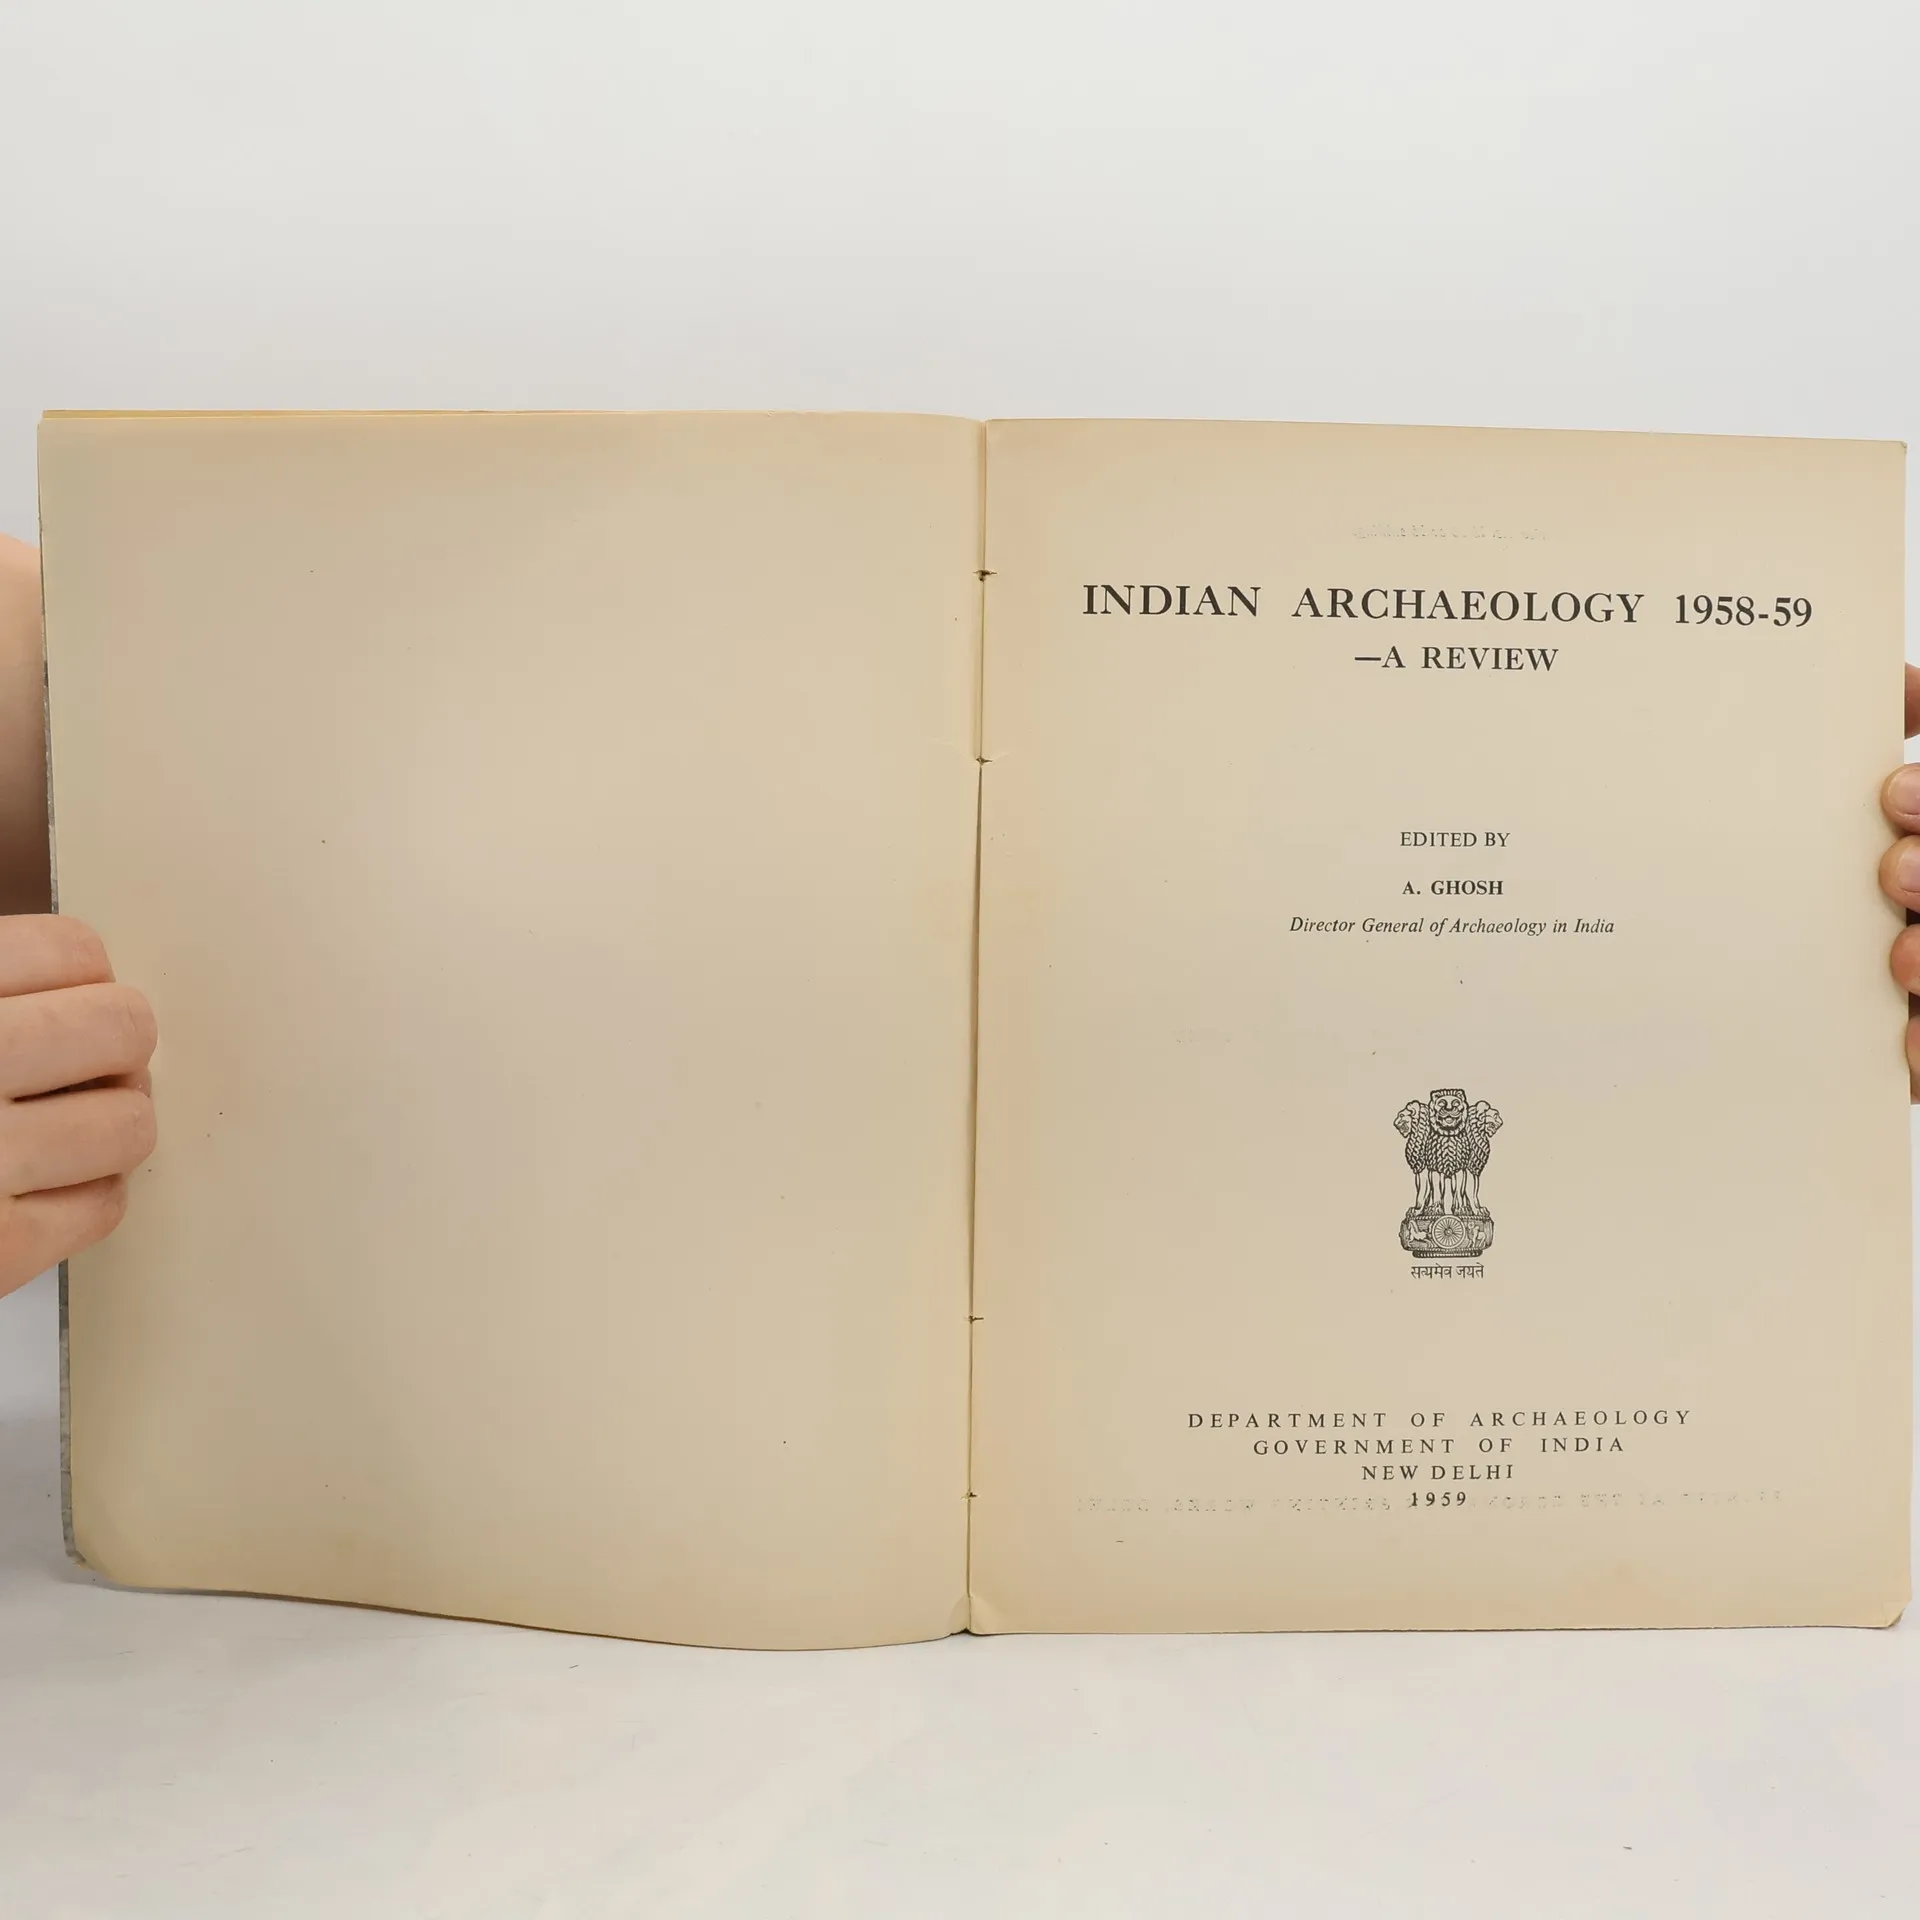 INDIAN ARCHAEOLOGY 1958-59
—A REVIEW
EDITED BY
A. GHOSH
Director General of Archaeology in India
सत्यमेव जयते
DEPARTMENT OF ARCHAEOLOGY
GOVERNMENT OF INDIA
NEW DELHI
1959